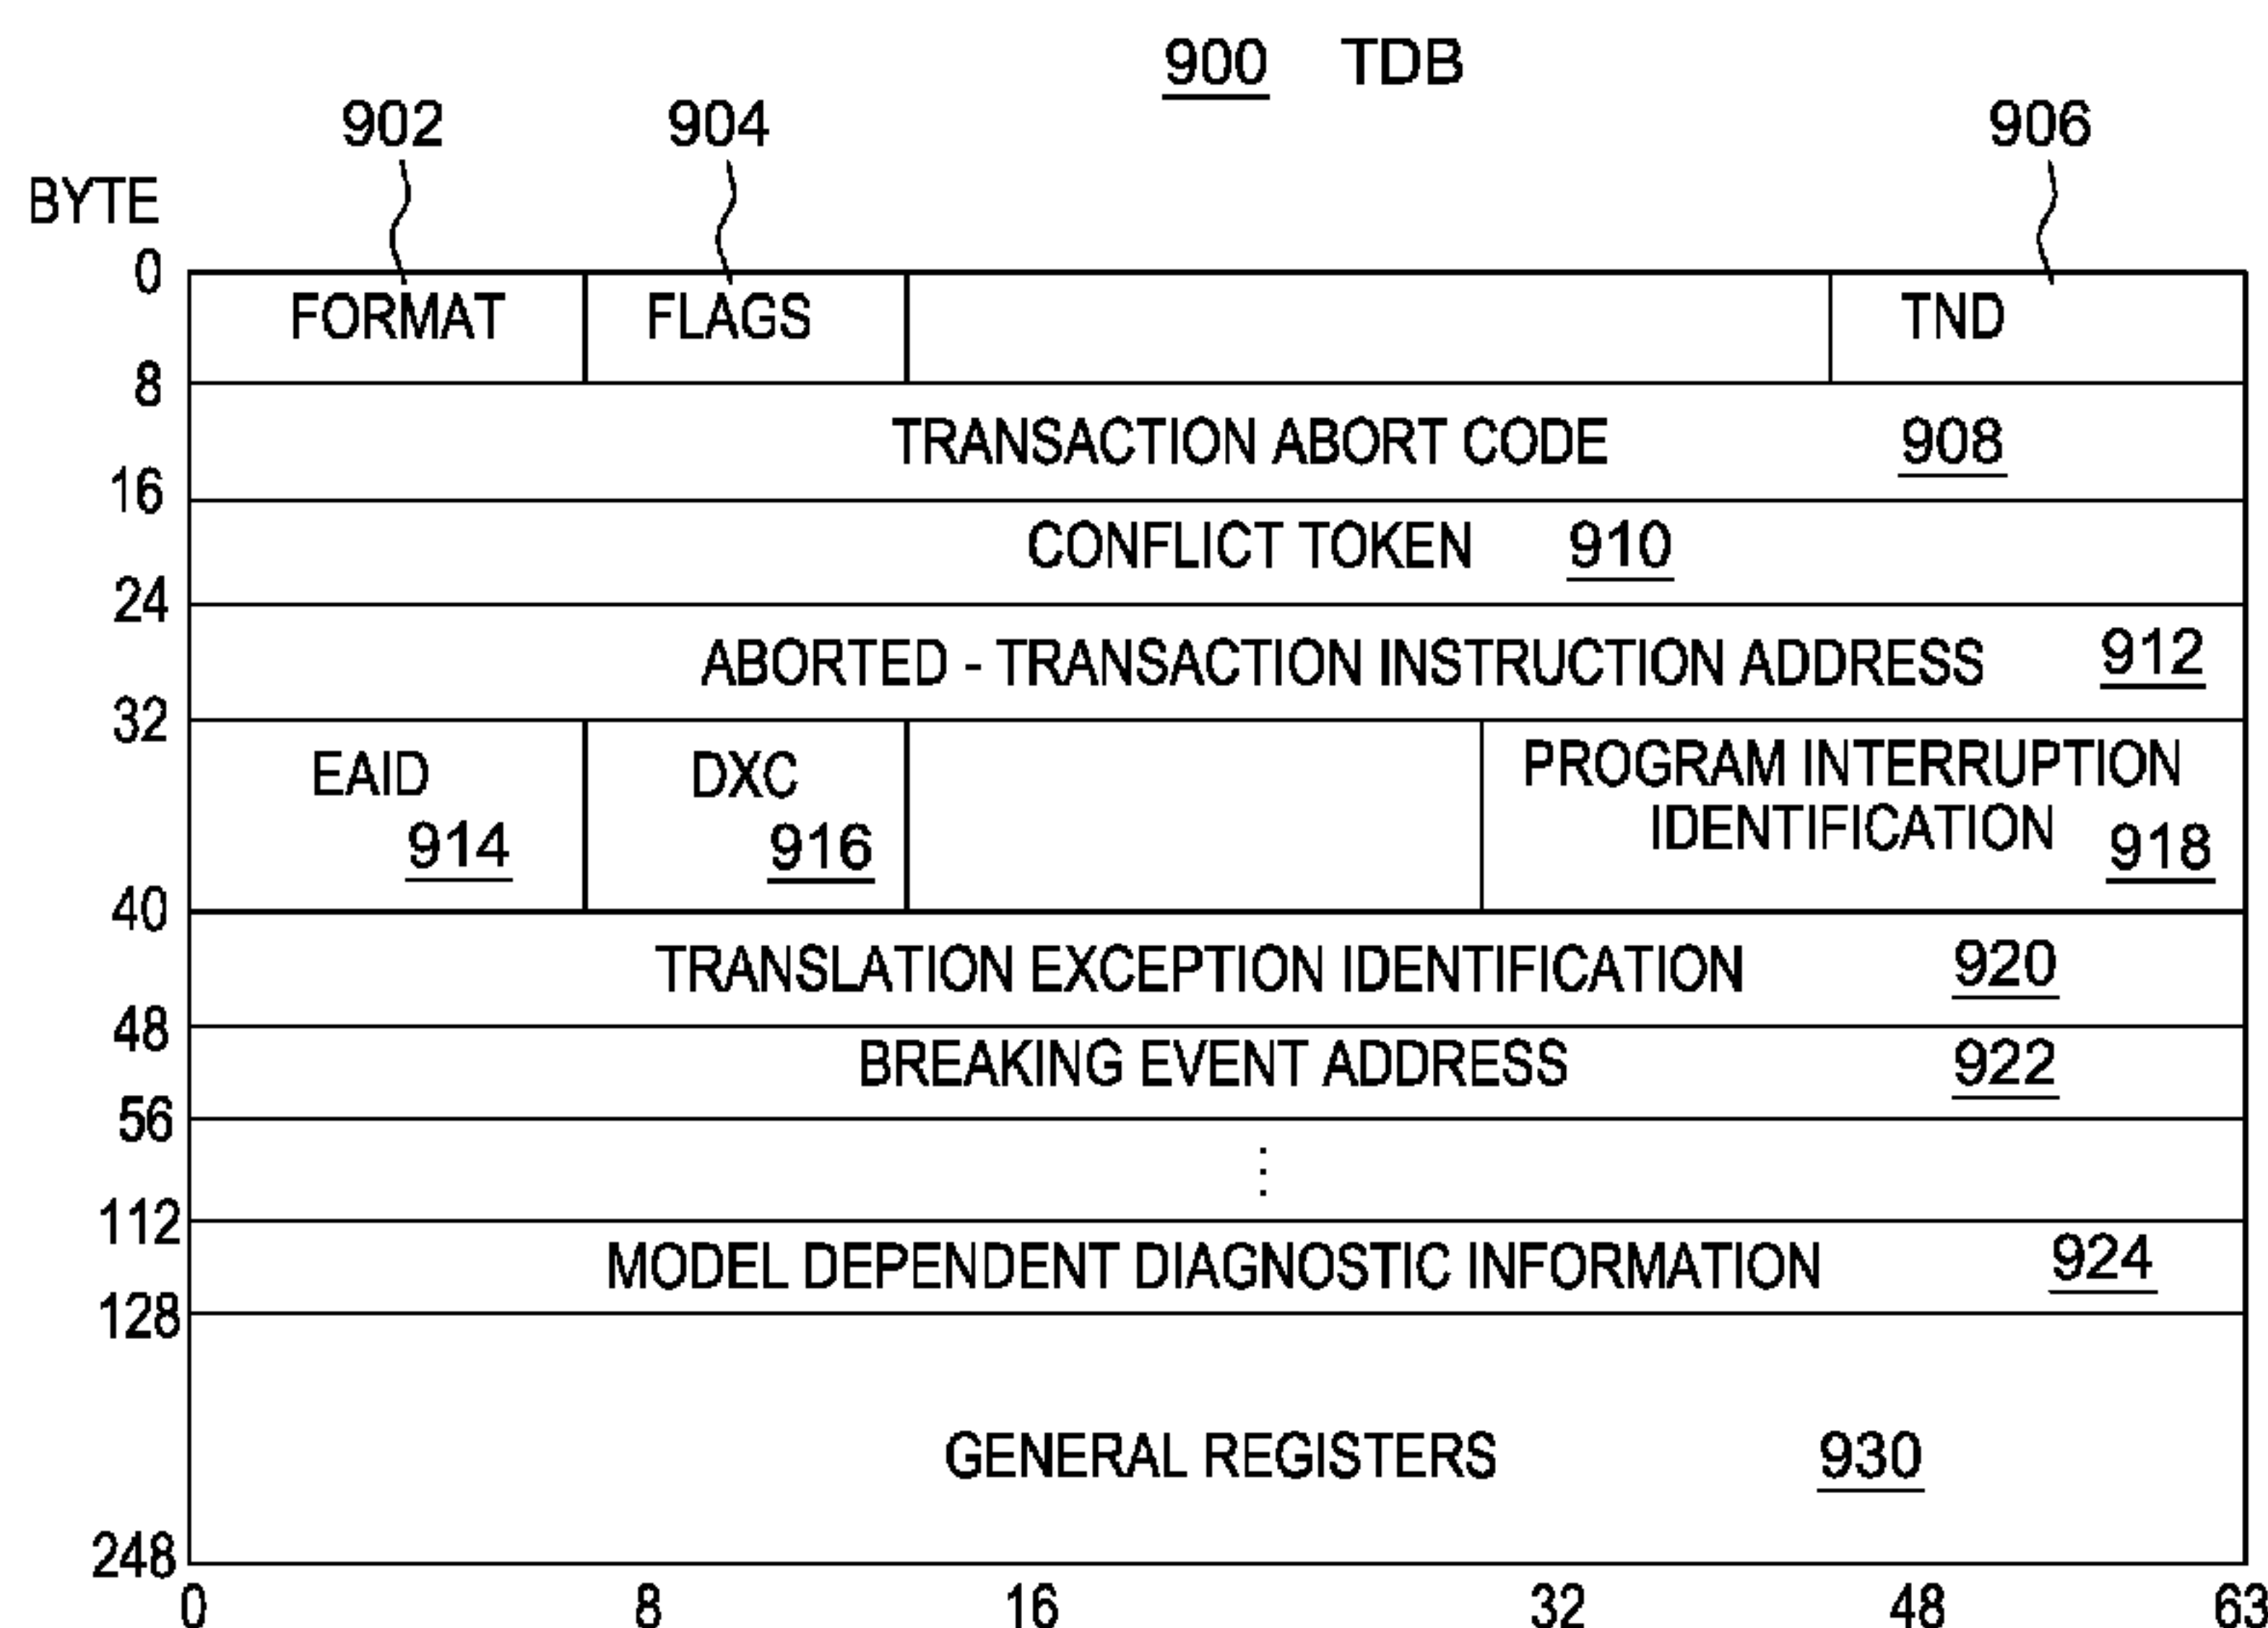 900 TDB
902 904 906
BYTE
0
FORMAT FLAGS TND
8
TRANSACTION ABORT CODE 908
16
CONFLICT TOKEN 910
24
ABORTED - TRANSACTION INSTRUCTION ADDRESS 912
32
EAID 914
DXC 916
PROGRAM INTERRUPTION
IDENTIFICATION 918
40
TRANSLATION EXCEPTION IDENTIFICATION 920
48
BREAKING EVENT ADDRESS 922
56
⋮
112
MODEL DEPENDENT DIAGNOSTIC INFORMATION 924
128
GENERAL REGISTERS 930
248
0 8 16 32 48 63